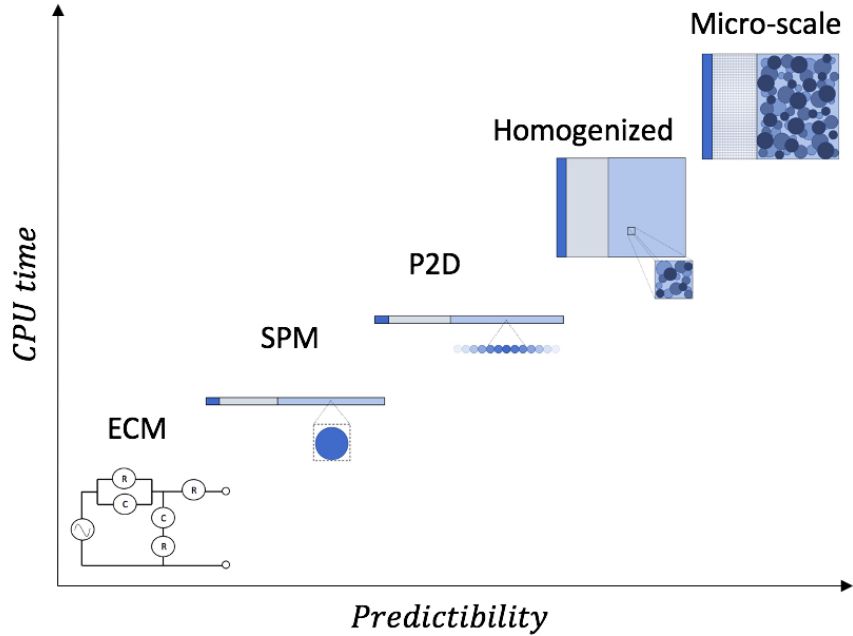 Micro-scale
Homogenized
P2D
SPM
ECM
R
C
R
C
R
CPU time
Predictibility